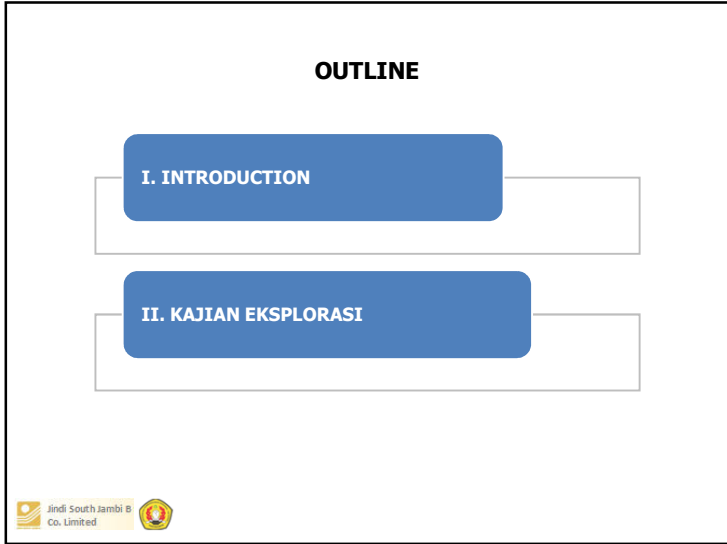 OUTLINE
I. INTRODUCTION
II. KAJIAN EKSPLORASI
Jindi South Jambi B
Co. Limited